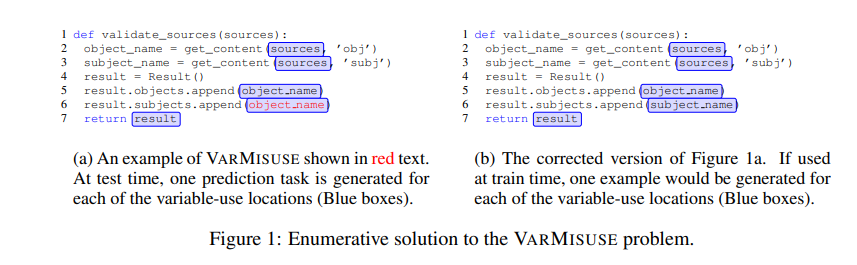 1 def validate_sources(sources):
2 object_name = get_content(sources, 'obj')
3 subject_name = get_content(sources, 'subj')
4 result = Result()
5 result.objects.append(object_name)
6 result.subjects.append(object_name)
7 return result
(a) An example of VARMISUSE shown in red text.
At test time, one prediction task is generated for
each of the variable-use locations (Blue boxes).
1 def validate_sources(sources):
2 object_name = get_content(sources, 'obj')
3 subject_name = get_content(sources, 'subj')
4 result = Result()
5 result.objects.append(object_name)
6 result.subjects.append(subject_name)
7 return result
(b) The corrected version of Figure 1a. If used
at train time, one example would be generated for
each of the variable-use locations (Blue boxes).
Figure 1: Enumerative solution to the VARMISUSE problem.